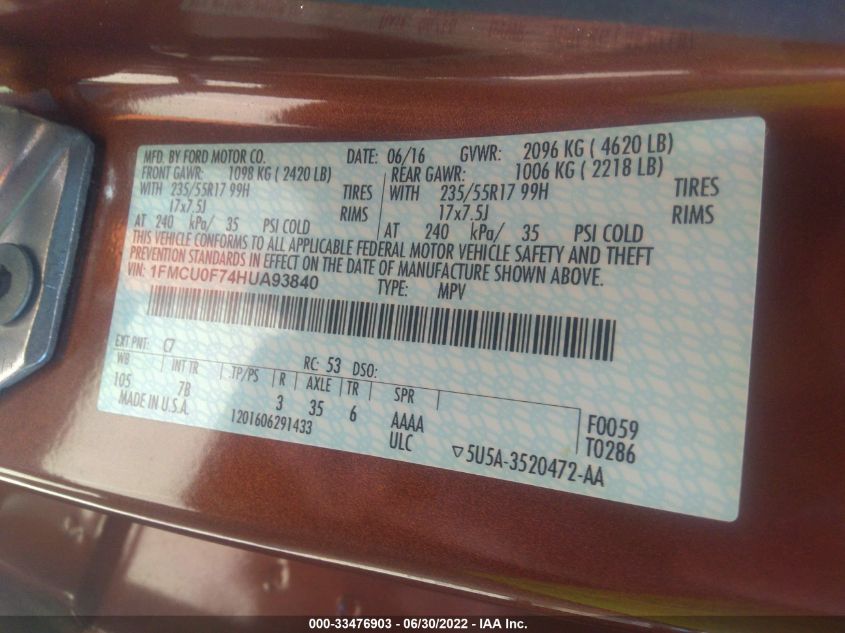 MFD. BY FORD MOTOR CO. DATE: 06/16 GVWR: 2096 KG ( 4620 LB)
FRONT GAWR: 1098 KG ( 2420 LB) REAR GAWR: 1006 KG ( 2218 LB)
WITH 235/55R17 99H TIRES WITH 235/55R17 99H TIRES
17x7.5J RIMS 17x7.5J RIMS
AT 240 kPa/ 35 PSI COLD AT 240 kPa/ 35 PSI COLD
THIS VEHICLE CONFORMS TO ALL APPLICABLE FEDERAL MOTOR VEHICLE SAFETY AND THEFT
PREVENTION STANDARDS IN EFFECT ON THE DATE OF MANUFACTURE SHOWN ABOVE.
VIN: 1FMCU0F74HUA93840 TYPE: MPV
EXT PNT: C7 RC: 53 DSO:
WB INT TR TP/PS R AXLE TR SPR
105 7B 3 35 6 AAAA F0059
MADE IN U.S.A. 1201606291433 ULC T0286
▽5U5A-3520472-AA
000-33476903 - 06/30/2022 - IAA Inc.